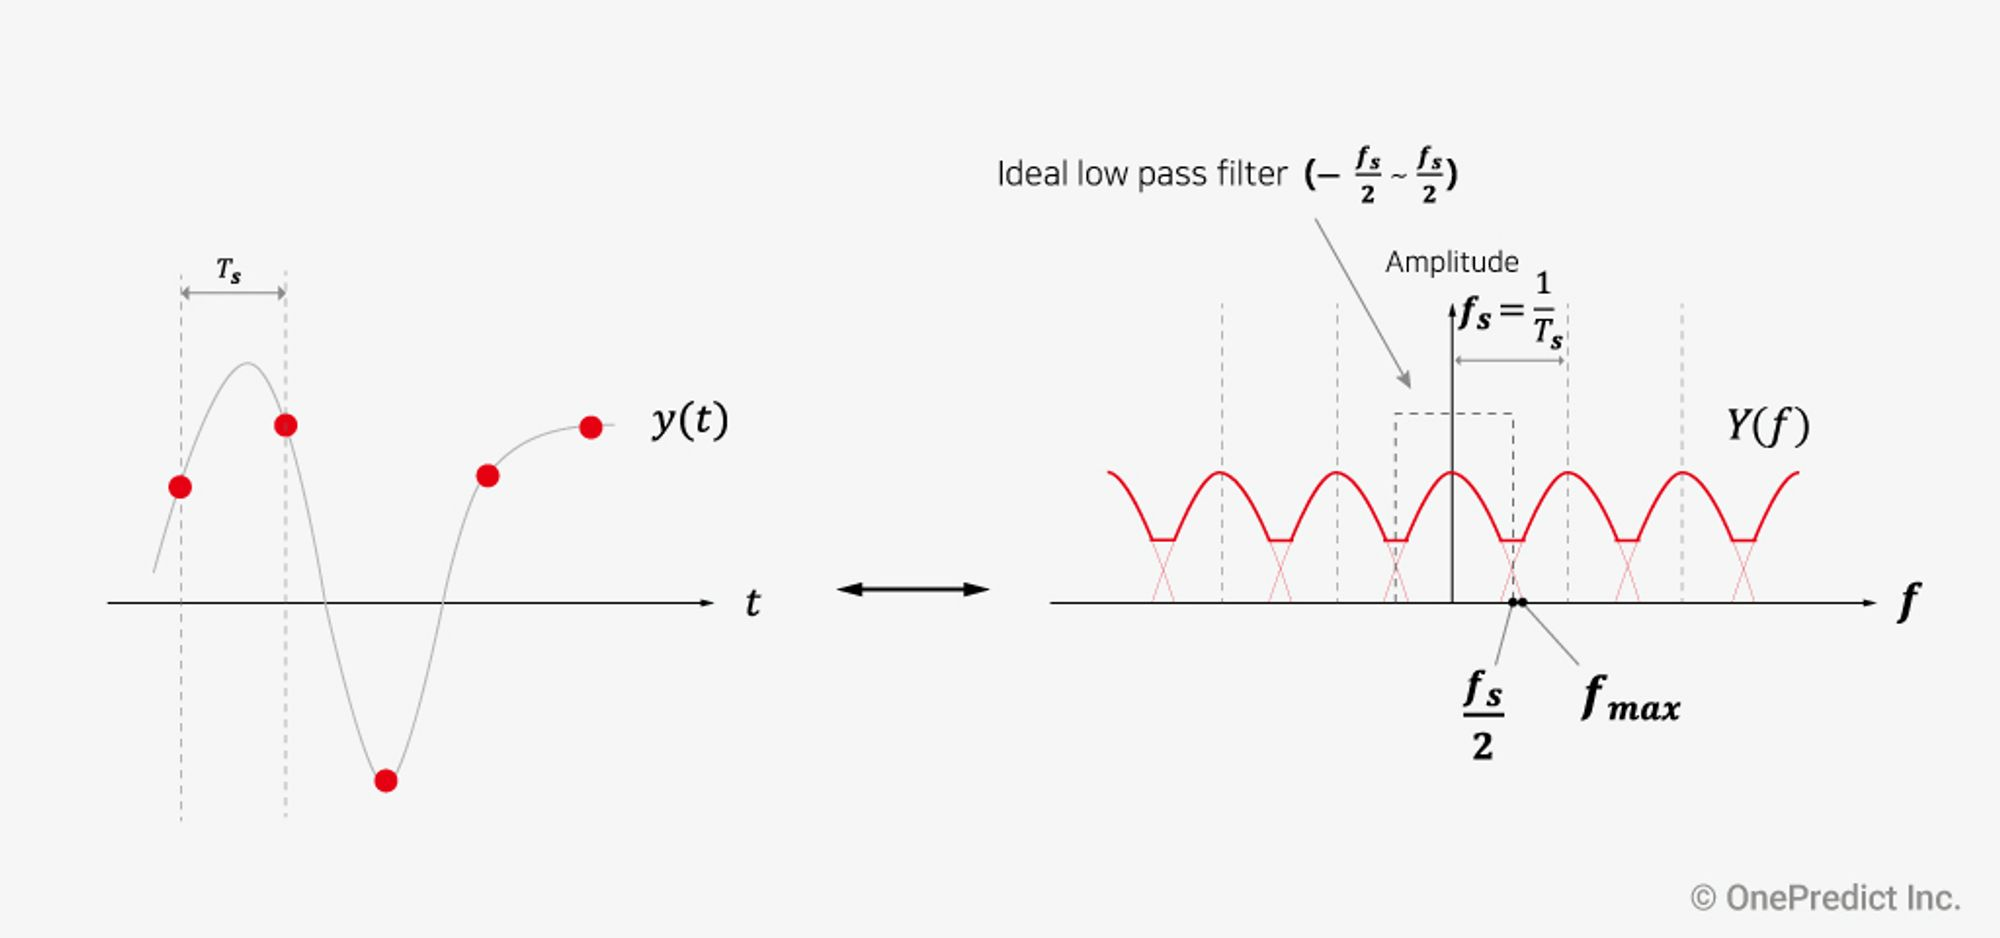 Ideal low pass filter (− fs/2 ~ fs/2)
Amplitude
fs = 1/Ts
Ts
y(t)
t
Y(f)
f
fs/2
fmax
© OnePredict Inc.